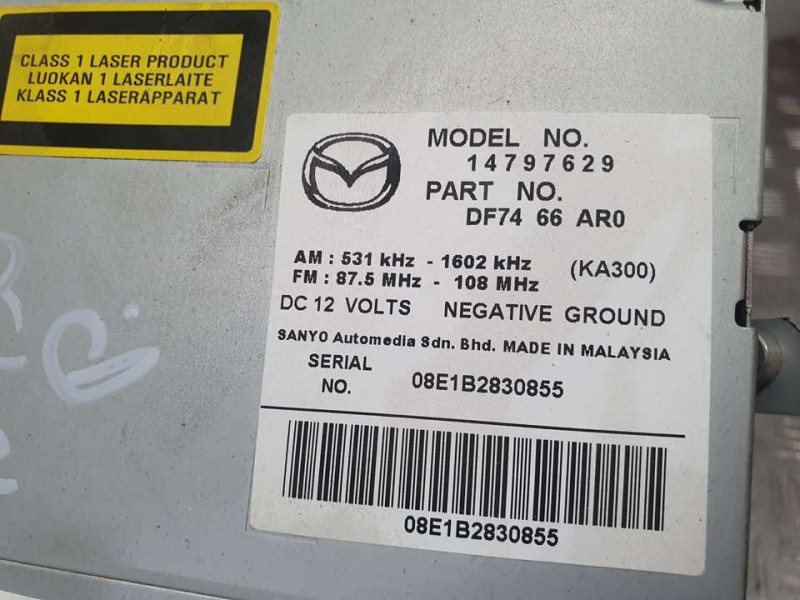 CLASS 1 LASER PRODUCT
LUOKAN 1 LASERLAITE
KLASS 1 LASERAPPARAT
MODEL NO.
14797629
PART NO.
DF74 66 AR0
AM : 531 kHz - 1602 kHz (KA300)
FM : 87.5 MHz - 108 MHz
DC 12 VOLTS NEGATIVE GROUND
SANYO Automedia Sdn. Bhd. MADE IN MALAYSIA
SERIAL
NO. 08E1B2830855
08E1B2830855